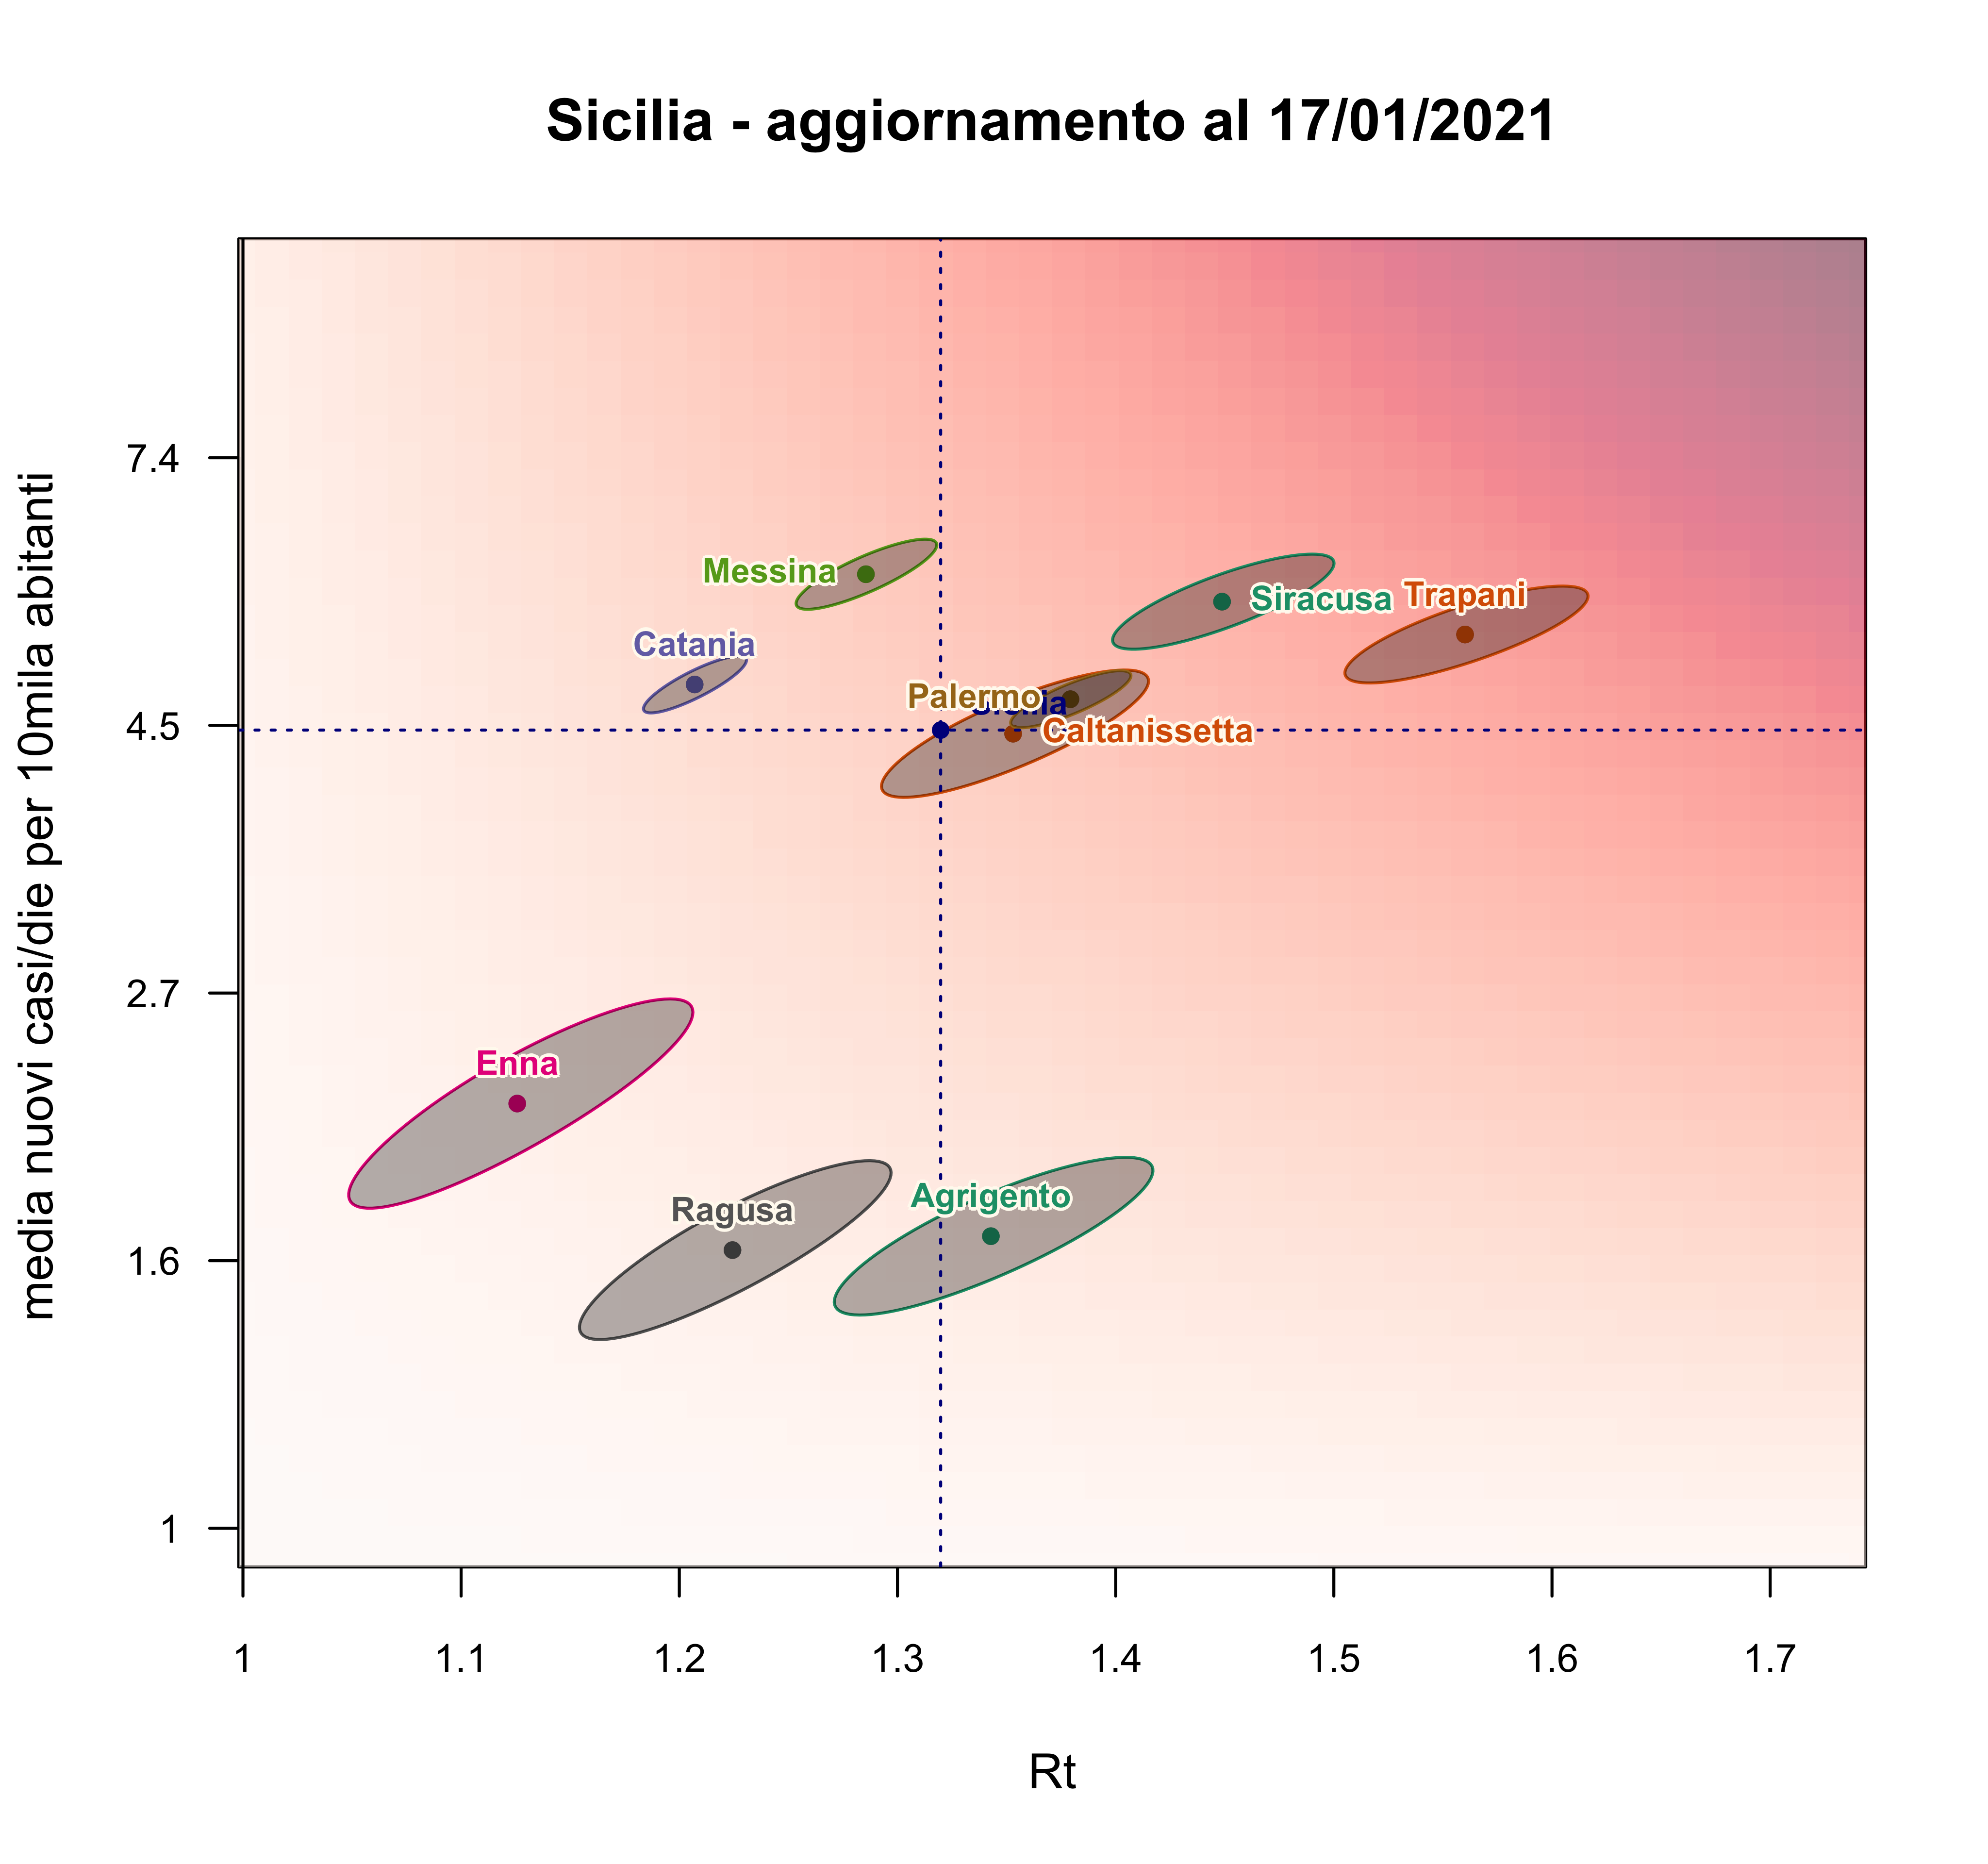 Sicilia - aggiornamento al 17/01/2021
media nuovi casi/die per 10mila abitanti
7.4
4.5
2.7
1.6
1
Messina
Siracusa
Trapani
Catania
Palermo
Caltanissetta
Enna
Agrigento
Ragusa
1 1.1 1.2 1.3 1.4 1.5 1.6 1.7
Rt